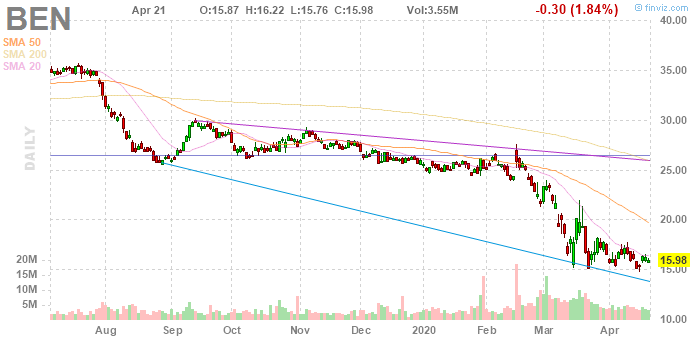 BEN Apr 21 O:15.87 H:16.22 L:15.76 C:15.98 Vol:3.55M -0.30 (1.84%) © finviz.com
SMA 50
SMA 200
SMA 20
DAILY
40.00
35.00
30.00
25.00
20.00
15.98
15.00
10.00
20M
15M
10M
5M
Aug Sep Oct Nov Dec 2020 Feb Mar Apr